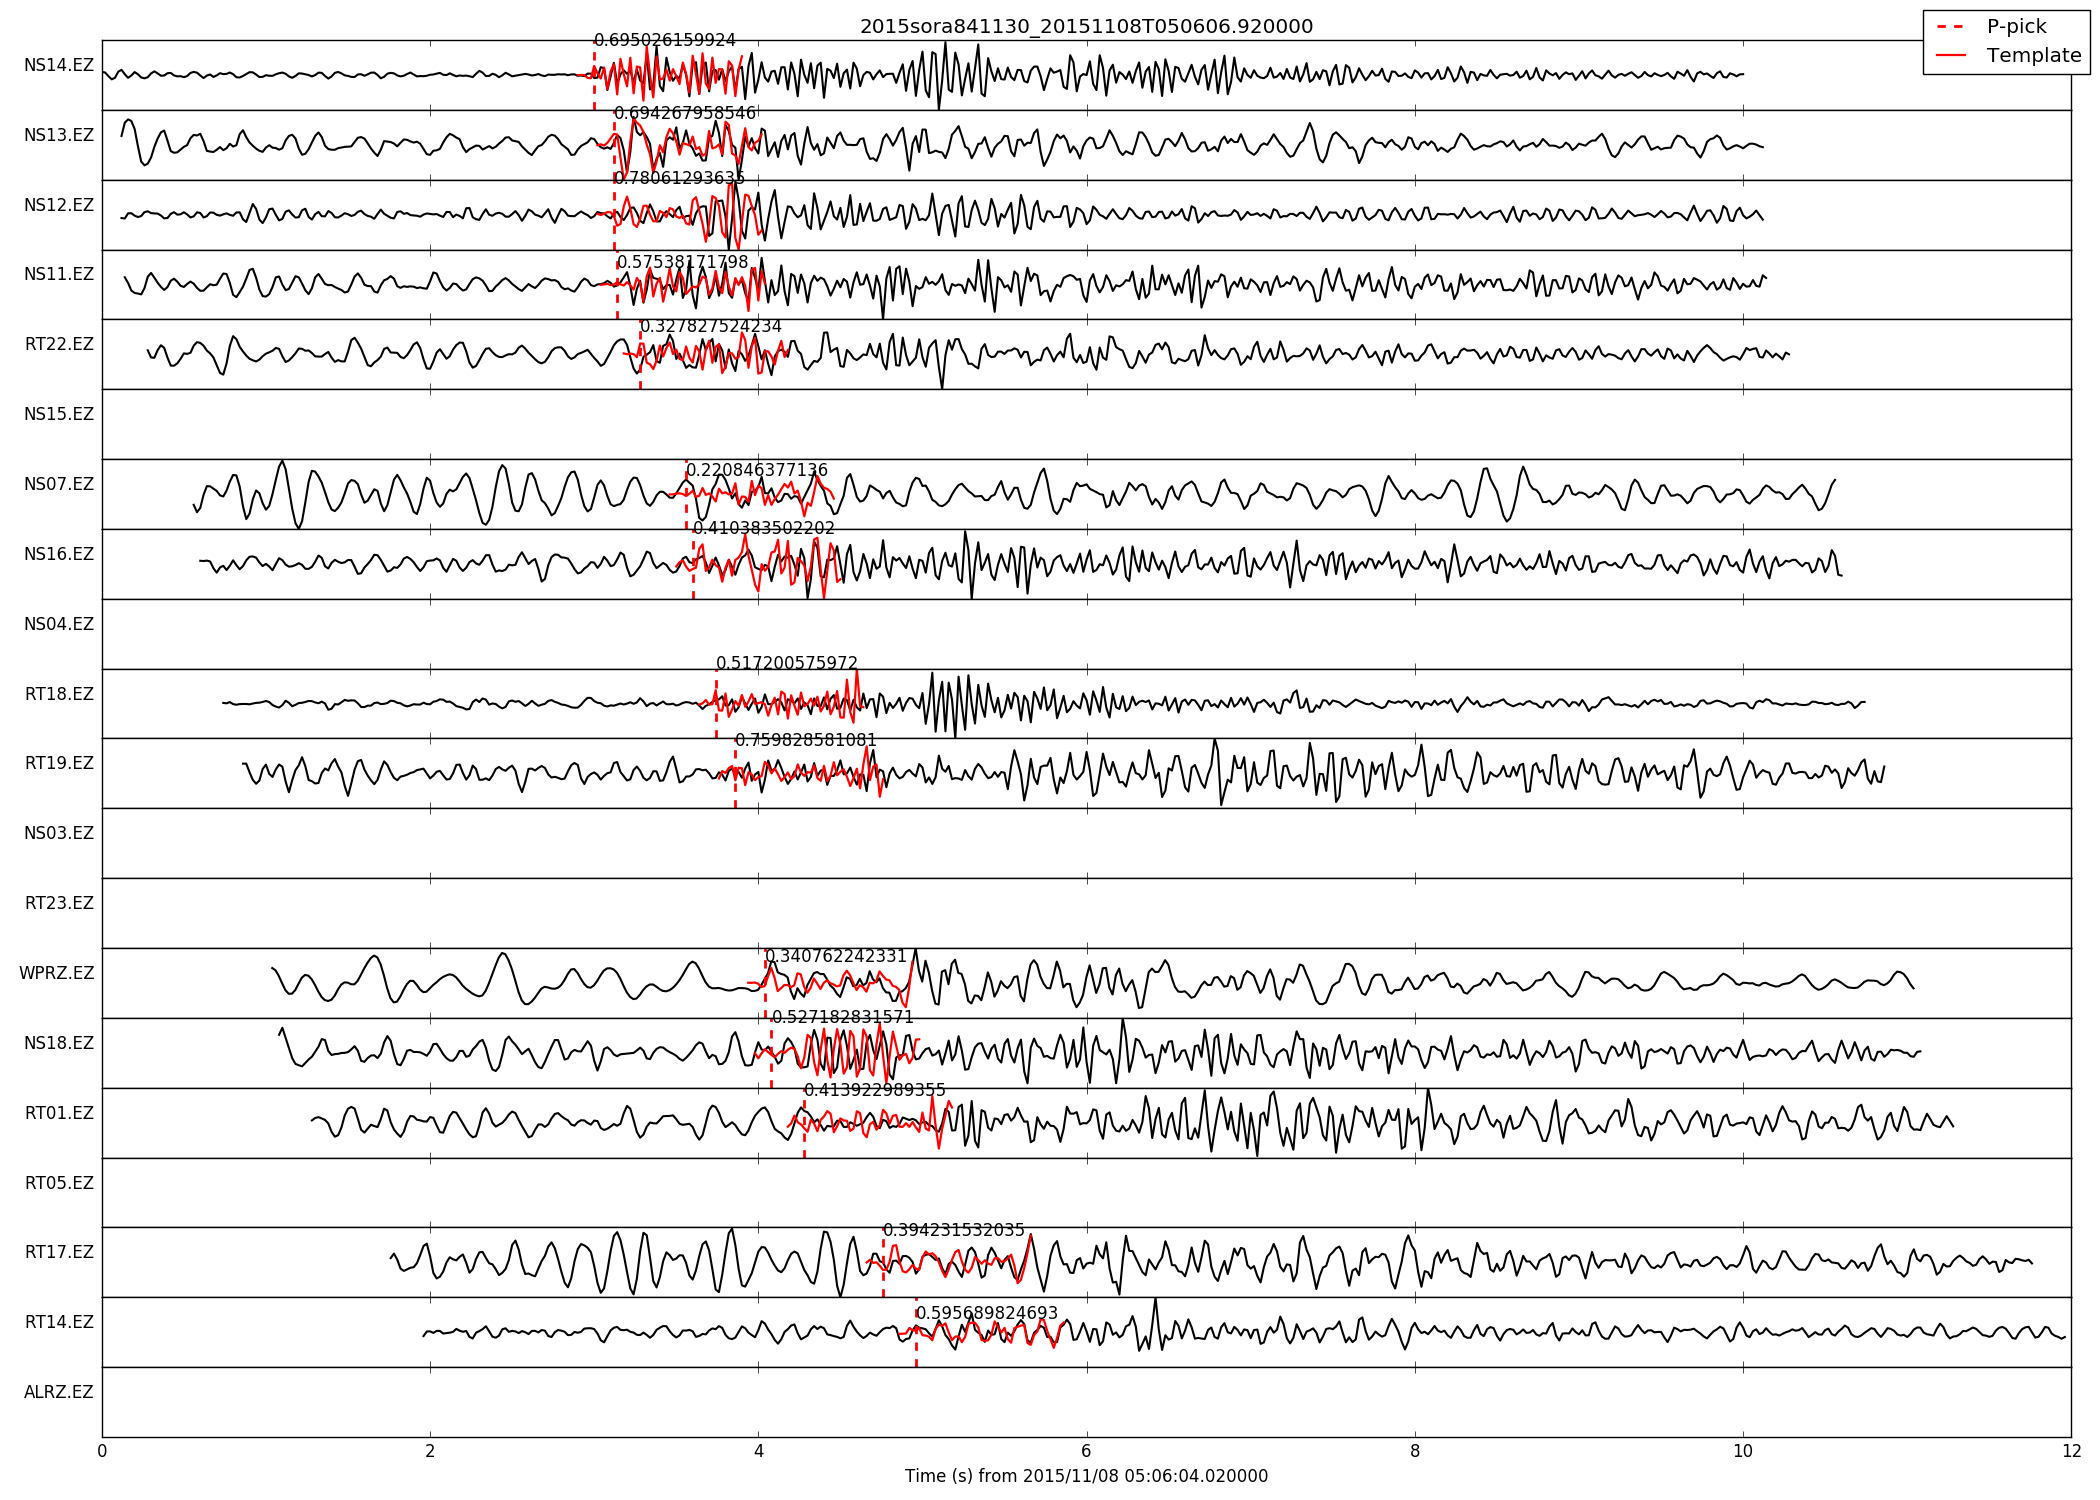 2015sora841130_20151108T050606.920000
P-pick
Template
NS14.EZ
0.695026159924
NS13.EZ
0.694267958546
NS12.EZ
0.78061293635
NS11.EZ
0.57538171798
RT22.EZ
0.327827524234
NS15.EZ
NS07.EZ
0.220846377136
NS16.EZ
0.410383502202
NS04.EZ
RT18.EZ
0.517200575972
RT19.EZ
0.759828581081
NS03.EZ
RT23.EZ
WPRZ.EZ
0.340762242331
NS18.EZ
0.527182831571
RT01.EZ
0.413922989355
RT05.EZ
RT17.EZ
0.394231532035
RT14.EZ
0.595689824693
ALRZ.EZ
0 2 4 6 8 10 12
Time (s) from 2015/11/08 05:06:04.020000